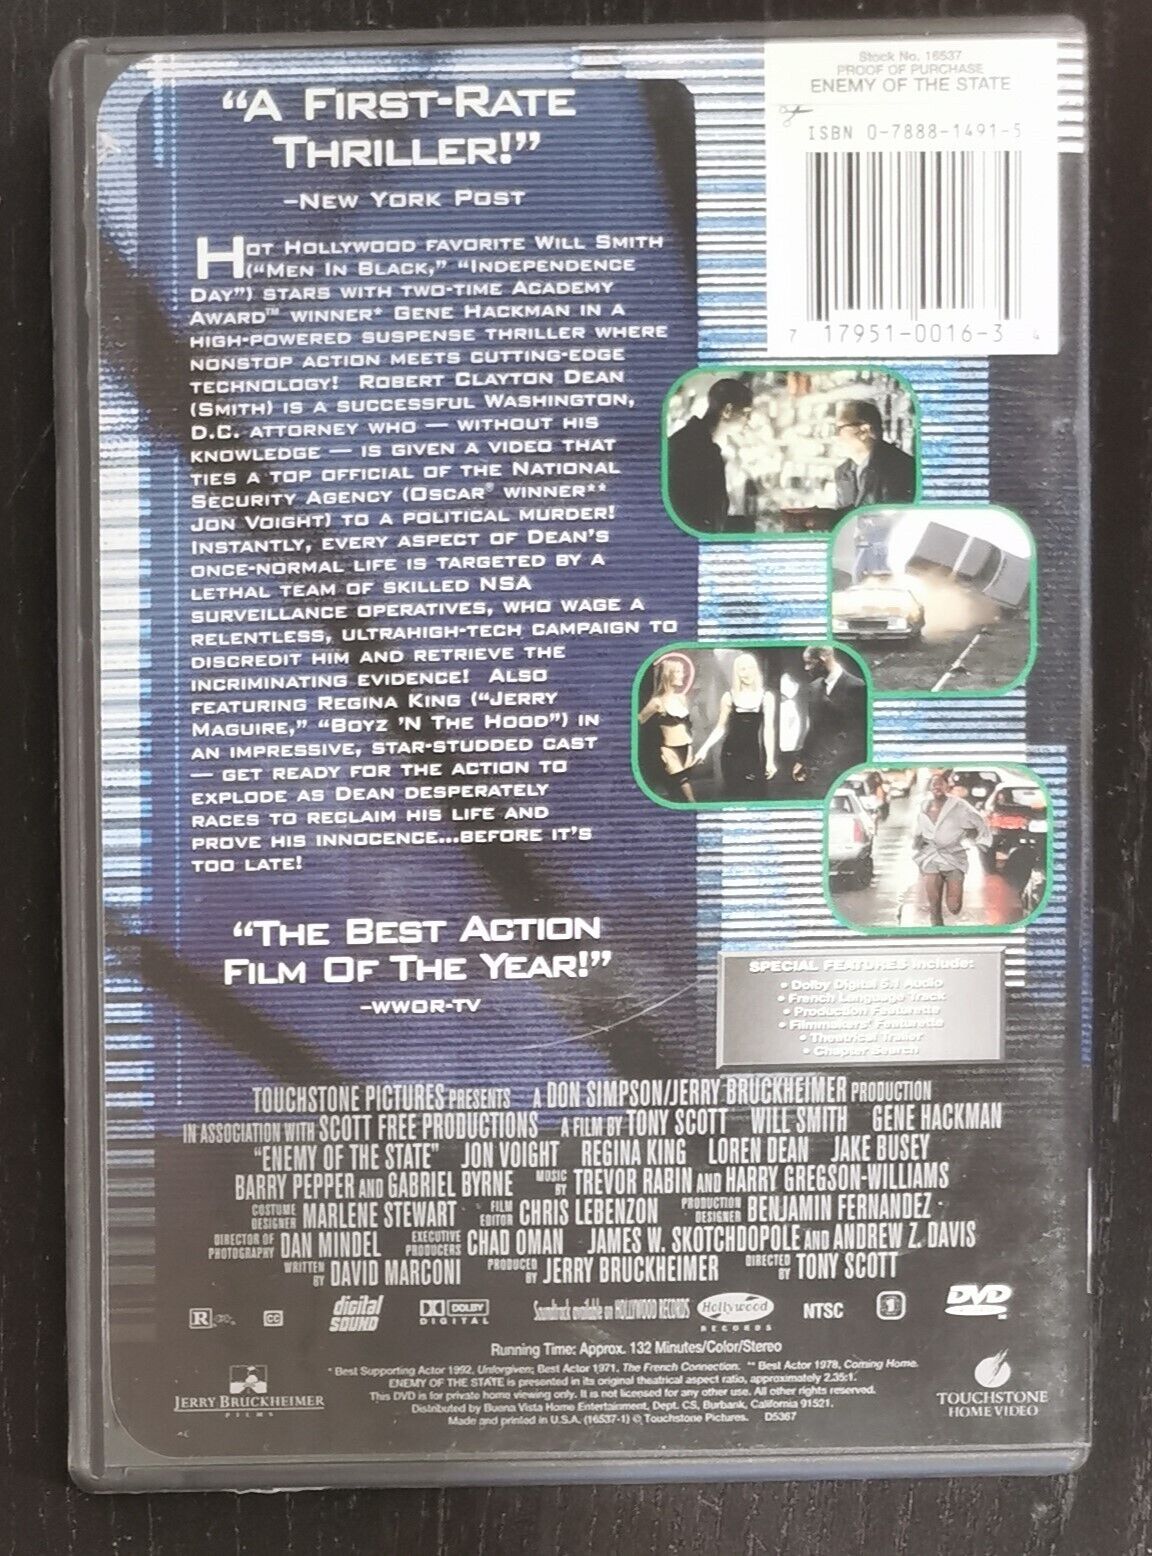 Stock No. 16537
PROOF OF PURCHASE
ENEMY OF THE STATE
ISBN 0-7888-1491-5
7 17951-0016-3 4
“A FIRST-RATE
THRILLER!”
–NEW YORK POST
HOT HOLLYWOOD FAVORITE WILL SMITH
(“MEN IN BLACK,” “INDEPENDENCE
DAY”) STARS WITH TWO-TIME ACADEMY
AWARD™ WINNER* GENE HACKMAN IN A
HIGH-POWERED SUSPENSE THRILLER WHERE
NONSTOP ACTION MEETS CUTTING-EDGE
TECHNOLOGY! ROBERT CLAYTON DEAN
(SMITH) IS A SUCCESSFUL WASHINGTON,
D.C. ATTORNEY WHO — WITHOUT HIS
KNOWLEDGE — IS GIVEN A VIDEO THAT
TIES A TOP OFFICIAL OF THE NATIONAL
SECURITY AGENCY (OSCAR® WINNER**
JON VOIGHT) TO A POLITICAL MURDER!
INSTANTLY, EVERY ASPECT OF DEAN'S
ONCE-NORMAL LIFE IS TARGETED BY A
LETHAL TEAM OF SKILLED NSA
SURVEILLANCE OPERATIVES, WHO WAGE A
RELENTLESS, ULTRAHIGH-TECH CAMPAIGN TO
DISCREDIT HIM AND RETRIEVE THE
INCRIMINATING EVIDENCE! ALSO
FEATURING REGINA KING (“JERRY
MAGUIRE,” “BOYZ 'N THE HOOD”) IN
AN IMPRESSIVE, STAR-STUDDED CAST
— GET READY FOR THE ACTION TO
EXPLODE AS DEAN DESPERATELY
RACES TO RECLAIM HIS LIFE AND
PROVE HIS INNOCENCE...BEFORE IT'S
TOO LATE!
“THE BEST ACTION
FILM OF THE YEAR!”
–WWOR-TV
SPECIAL FEATURES Include:
• Dolby Digital 5.1 Audio
• French Language Track
• Production Featurette
• Filmmakers' Featurette
• Theatrical Trailer
• Chapter Search
TOUCHSTONE PICTURES PRESENTS A DON SIMPSON/JERRY BRUCKHEIMER PRODUCTION
IN ASSOCIATION WITH SCOTT FREE PRODUCTIONS A FILM BY TONY SCOTT WILL SMITH GENE HACKMAN
“ENEMY OF THE STATE” JON VOIGHT REGINA KING LOREN DEAN JAKE BUSEY
BARRY PEPPER AND GABRIEL BYRNE MUSIC BY TREVOR RABIN AND HARRY GREGSON-WILLIAMS
COSTUME DESIGNER MARLENE STEWART FILM EDITOR CHRIS LEBENZON PRODUCTION DESIGNER BENJAMIN FERNANDEZ
DIRECTOR OF PHOTOGRAPHY DAN MINDEL EXECUTIVE PRODUCERS CHAD OMAN JAMES W. SKOTCHDOPOLE AND ANDREW Z. DAVIS
WRITTEN BY DAVID MARCONI PRODUCED BY JERRY BRUCKHEIMER DIRECTED BY TONY SCOTT
R CC digital SOUND DOLBY DIGITAL Soundtrack available on HOLLYWOOD RECORDS Hollywood RECORDS NTSC 1 DVD
Running Time: Approx. 132 Minutes/Color/Stereo
* Best Supporting Actor 1992, Unforgiven; Best Actor 1971, The French Connection. ** Best Actor 1978, Coming Home.
ENEMY OF THE STATE is presented in its original theatrical aspect ratio, approximately 2.35:1.
This DVD is for private home viewing only. It is not licensed for any other use. All other rights reserved.
Distributed by Buena Vista Home Entertainment, Dept. CS, Burbank, California 91521.
Made and printed in U.S.A. (16537-1) © Touchstone Pictures. D5367
JERRY BRUCKHEIMER
FILMS
TOUCHSTONE
HOME VIDEO